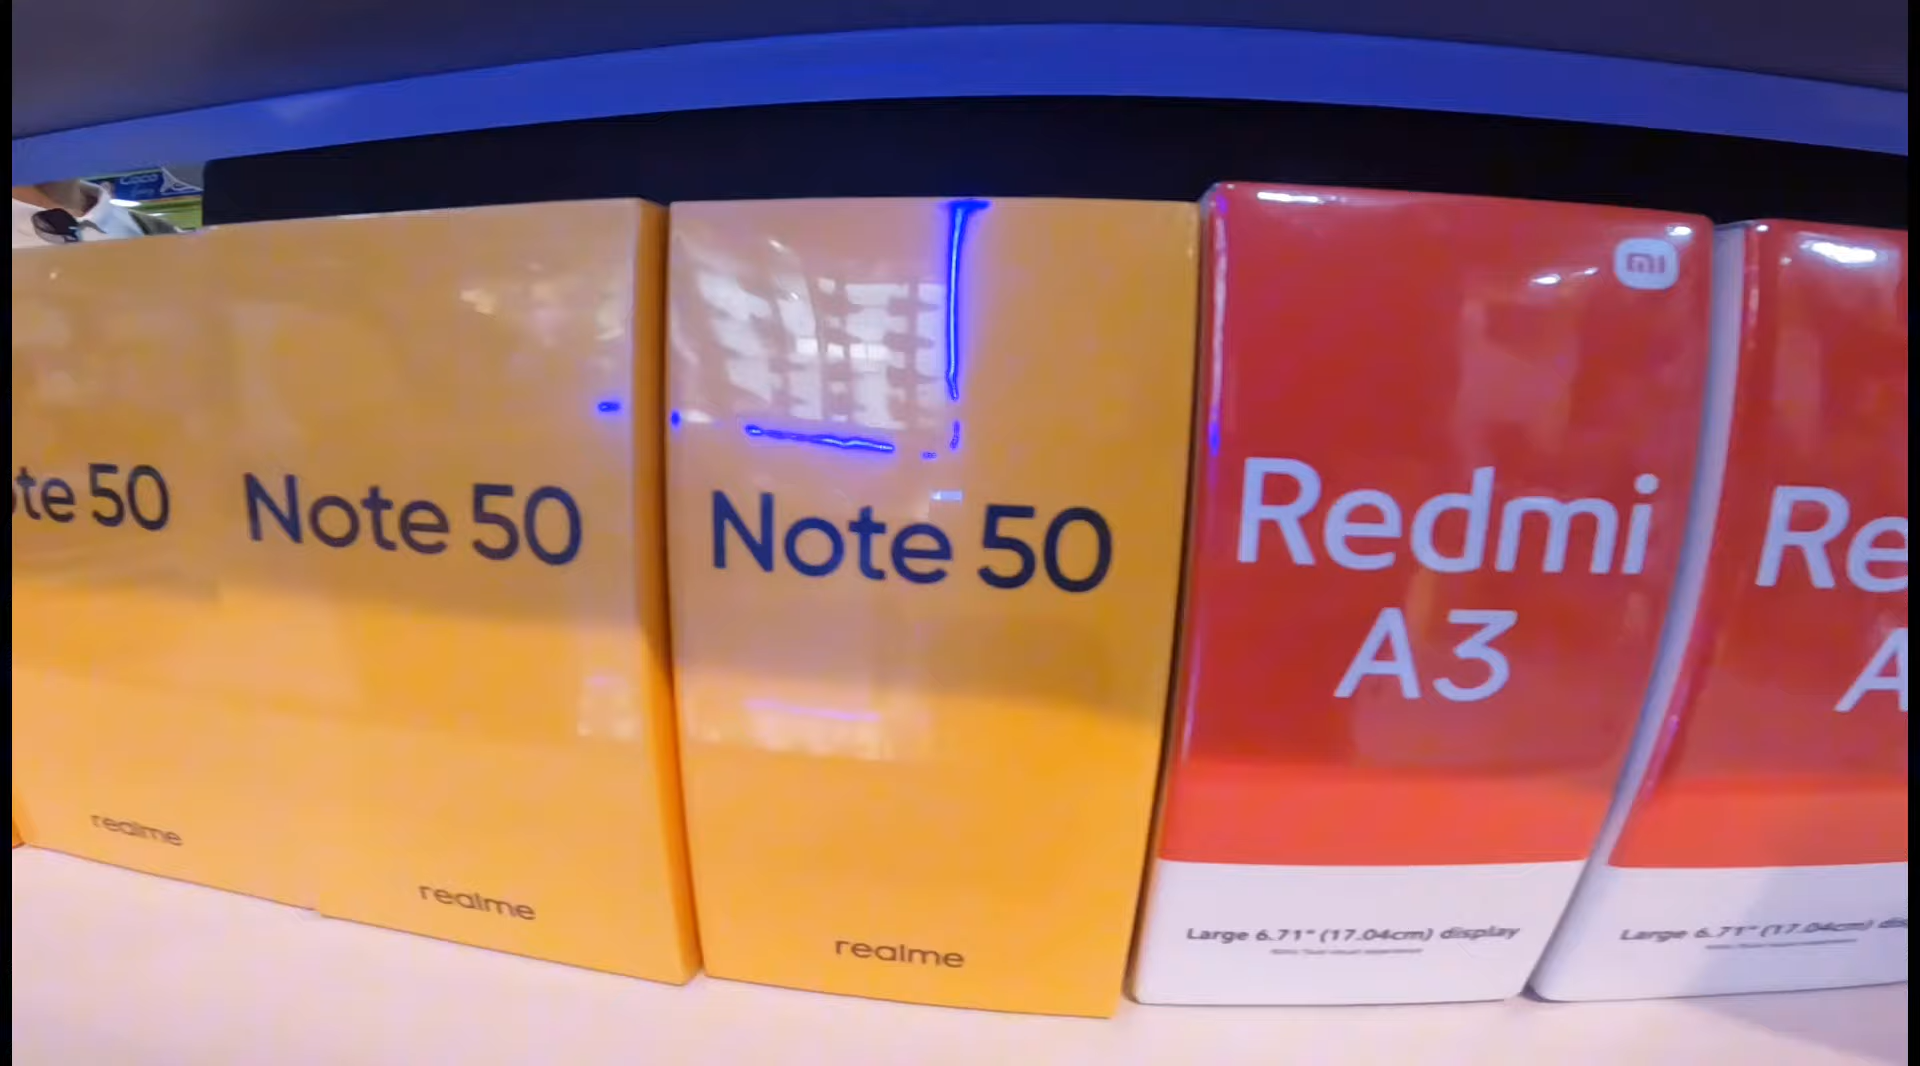 te 50
realme
Note 50
realme
Note 50
realme
mi
Redmi
A3
Large 6.71" (17.04cm) display
Re
A
Large 6.71" (17.04cm)